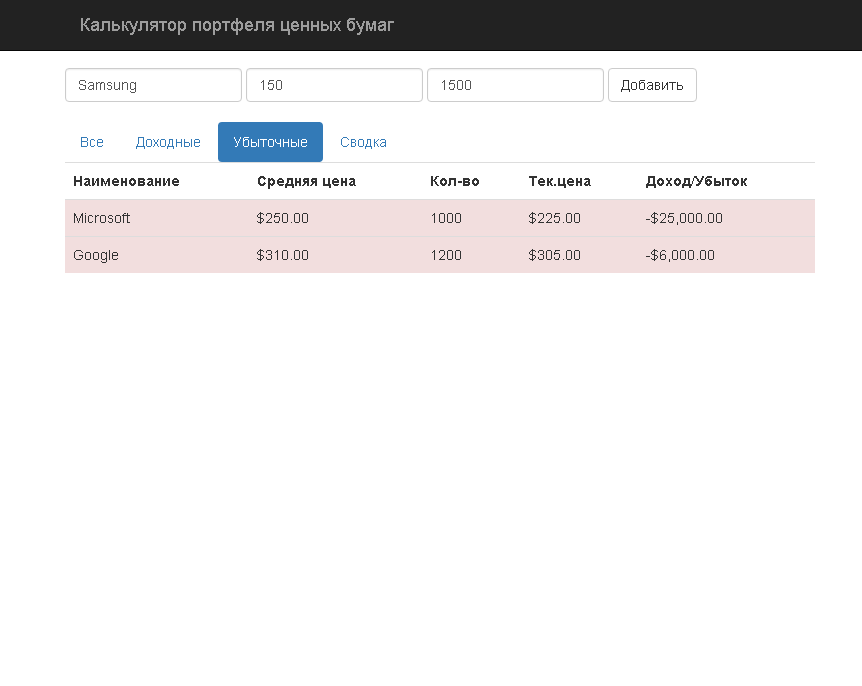 Калькулятор портфеля ценных бумаг
Samsung 150 1500 Добавить
Все Доходные Убыточные Сводка
Наименование Средняя цена Кол-во Тек.цена Доход/Убыток
Microsoft $250.00 1000 $225.00 -$25,000.00
Google $310.00 1200 $305.00 -$6,000.00